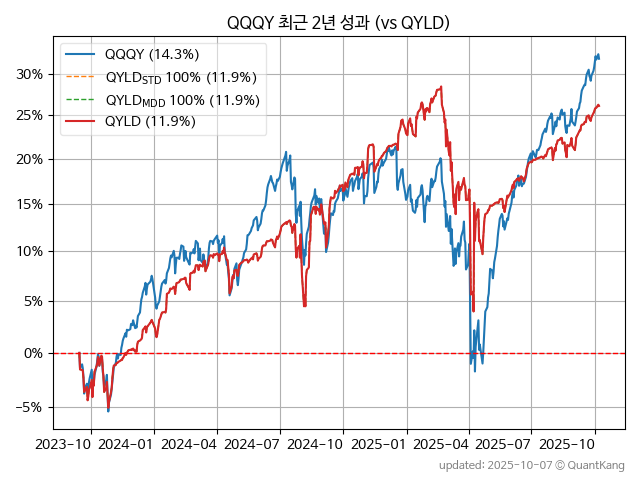 QQQY 최근 2년 성과 (vs QYLD)
QQQY (14.3%)
QYLD_STD 100% (11.9%)
QYLD_MDD 100% (11.9%)
QYLD (11.9%)
30%
25%
20%
15%
10%
5%
0%
−5%
2023−10 2024−01 2024−04 2024−07 2024−10 2025−01 2025−04 2025−07 2025−10
updated: 2025-10-07 © QuantKang